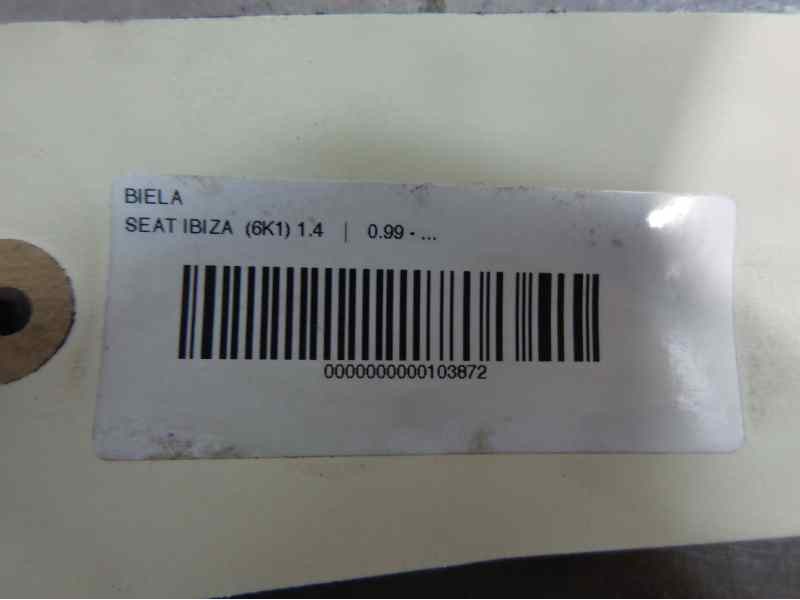 BIELA
SEAT IBIZA (6K1) 1.4 | 0.99 - ...
0000000000103872